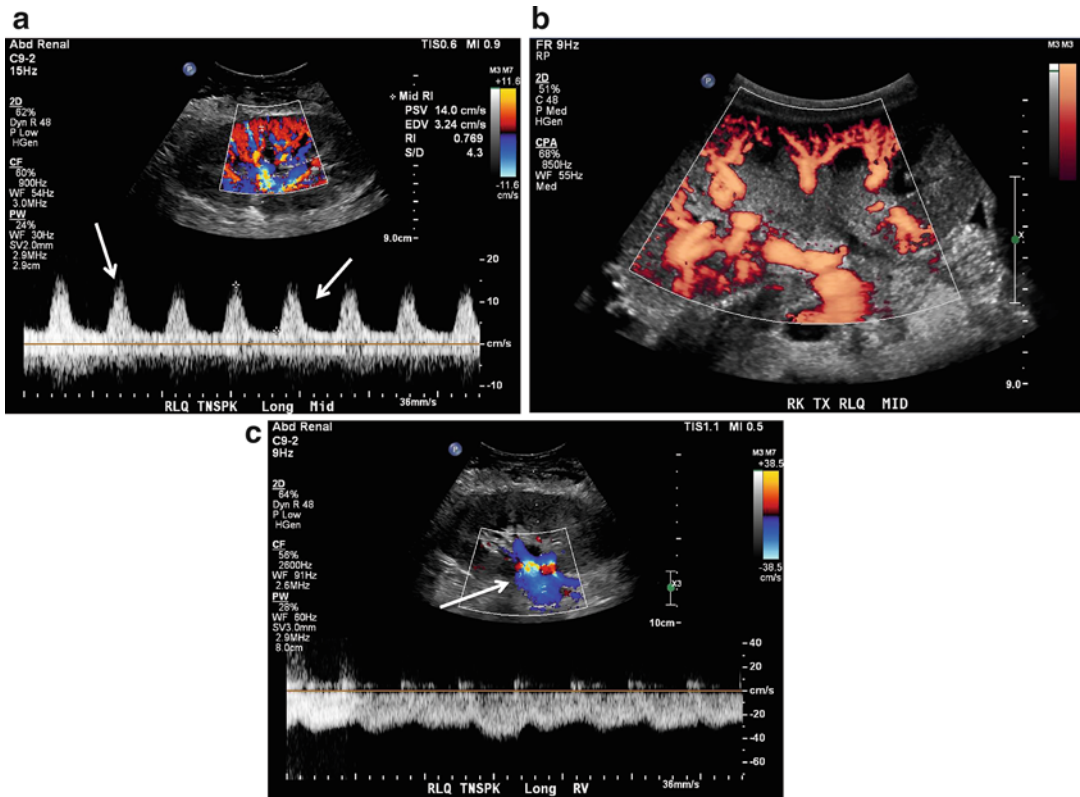 a
Abd Renal
TIS0.6 MI 0.9
C9-2
15Hz
P
M3 M7
+11.6
-11.6
cm/s
2D
62%
Dyn R 48
P Low
HGen
CF
60%
900Hz
WF 54Hz
3.0MHz
PW
24%
WF 30Hz
SV2.0mm
2.9MHz
2.9cm
Mid RI
PSV 14.0 cm/s
EDV 3.24 cm/s
RI 0.769
S/D 4.3
9.0cm
20
10
cm/s
-10
36mm/s
RLQ TNSPK Long Mid
b
FR 9Hz
RP
M3 M3
P
2D
51%
C 48
P Med
HGen
CPA
68%
850Hz
WF 55Hz
Med
X
9.0
RK TX RLQ MID
c
Abd Renal
TIS1.1 MI 0.5
C9-2
9Hz
P
M3 M7
+38.5
-38.5
cm/s
2D
64%
Dyn R 48
P Low
HGen
CF
56%
2600Hz
WF 91Hz
2.6MHz
PW
28%
WF 60Hz
SV3.0mm
2.9MHz
8.0cm
X3
10cm
40
20
cm/s
-20
-40
-60
36mm/s
RLQ TNSPK Long RV